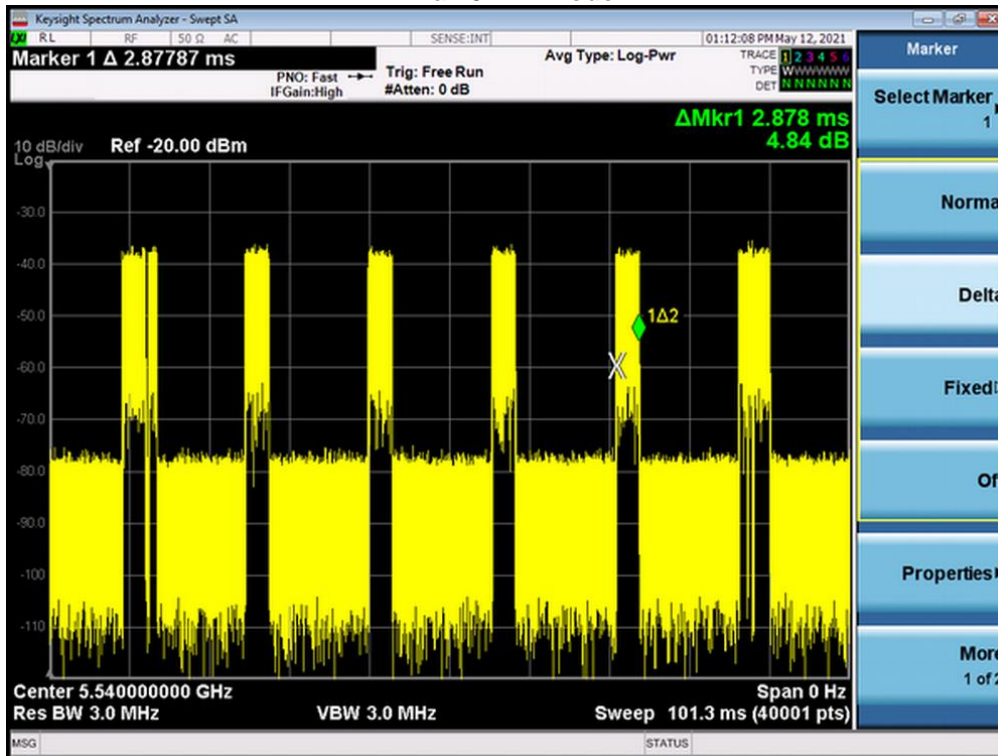 Keysight Spectrum Analyzer - Swept SA
RL RF 50 Ω AC SENSE:INT 01:12:08 PM May 12, 2021
Marker 1 Δ 2.87787 ms
PNO: Fast
IFGain:High
Trig: Free Run
#Atten: 0 dB
Avg Type: Log-Pwr
TRACE 1 2 3 4 5 6
TYPE W W W W W W
DET N N N N N N
ΔMkr1 2.878 ms
4.84 dB
10 dB/div Ref -20.00 dBm
Log
-30.0
-40.0
-50.0
1Δ2
-60.0
-70.0
-80.0
-90.0
-100
-110
Center 5.540000000 GHz Span 0 Hz
Res BW 3.0 MHz VBW 3.0 MHz Sweep 101.3 ms (40001 pts)
MSG STATUS
Marker
Select Marker
1
Norma
Delta
Fixed
Of
Properties
More
1 of 2